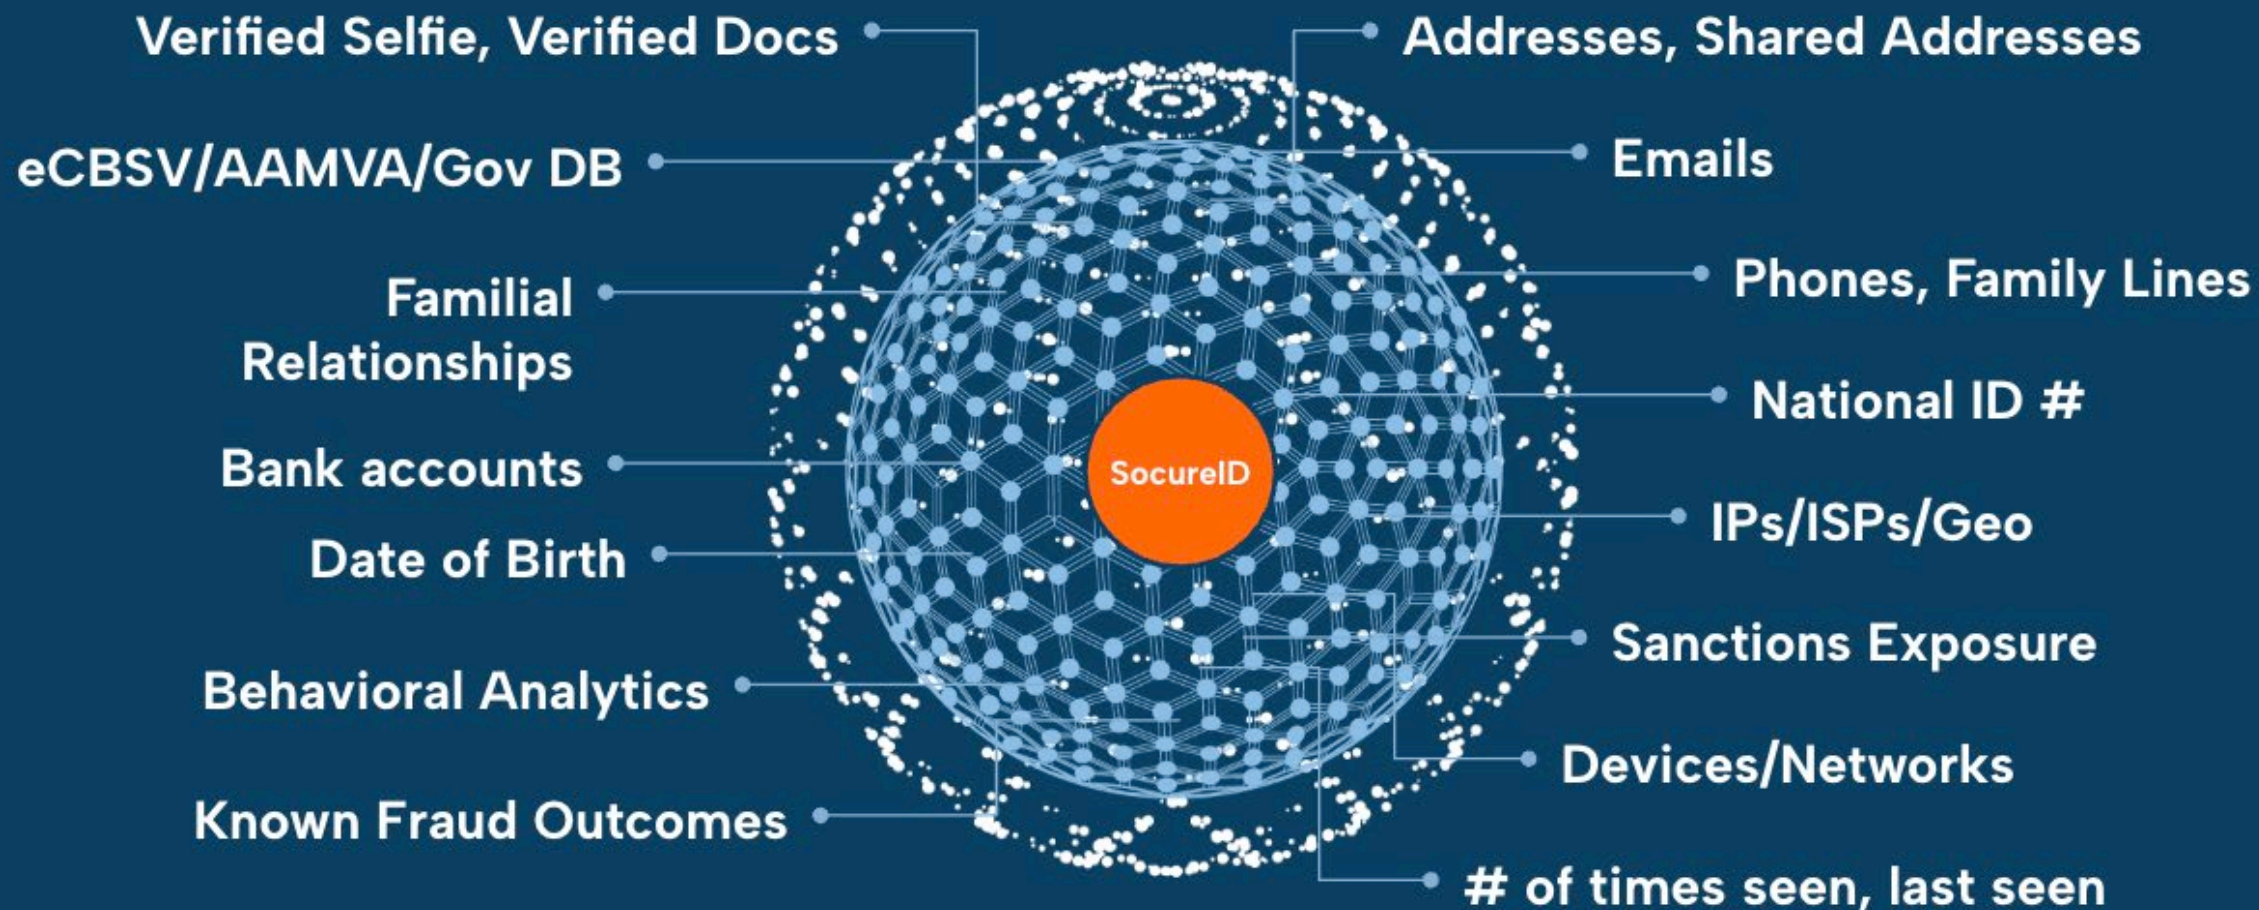 Verified Selfie, Verified Docs
eCBSV/AAMVA/Gov DB
Familial
Relationships
Bank accounts
Date of Birth
Behavioral Analytics
Known Fraud Outcomes
SocureID
Addresses, Shared Addresses
Emails
Phones, Family Lines
National ID #
IPs/ISPs/Geo
Sanctions Exposure
Devices/Networks
# of times seen, last seen